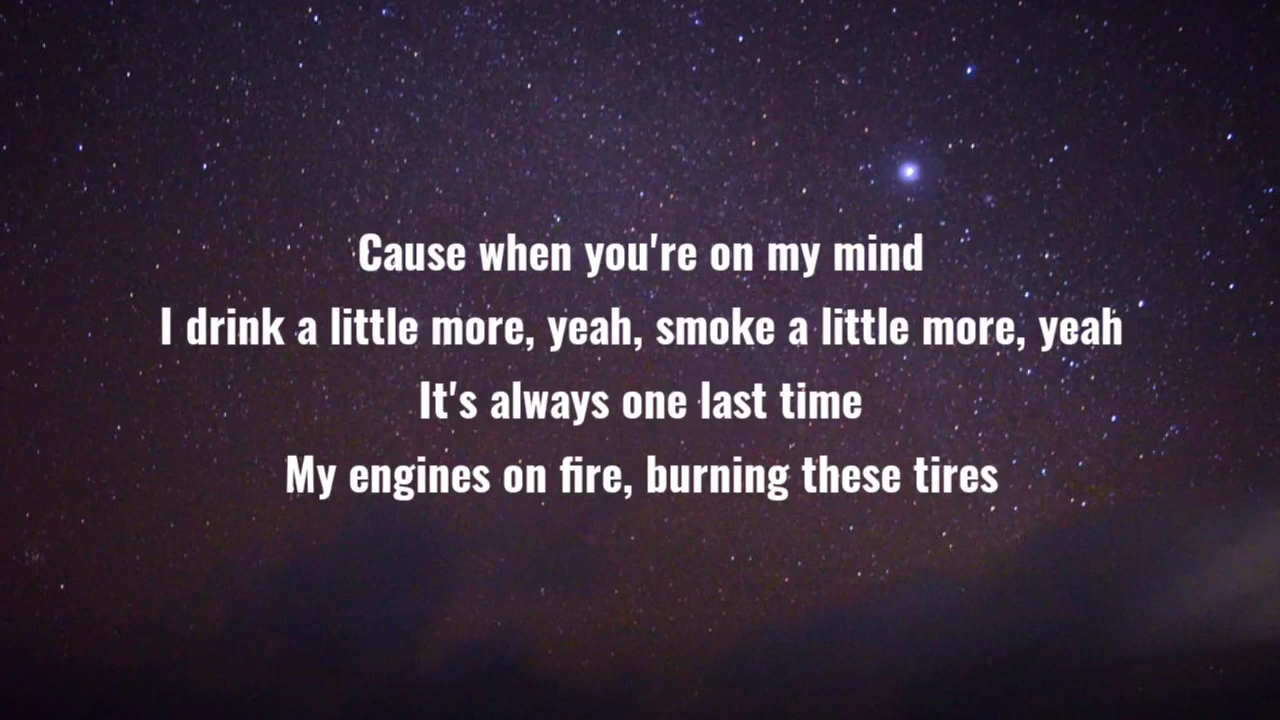 Cause when you're on my mind
I drink a little more, yeah, smoke a little more, yeah
It's always one last time
My engines on fire, burning these tires